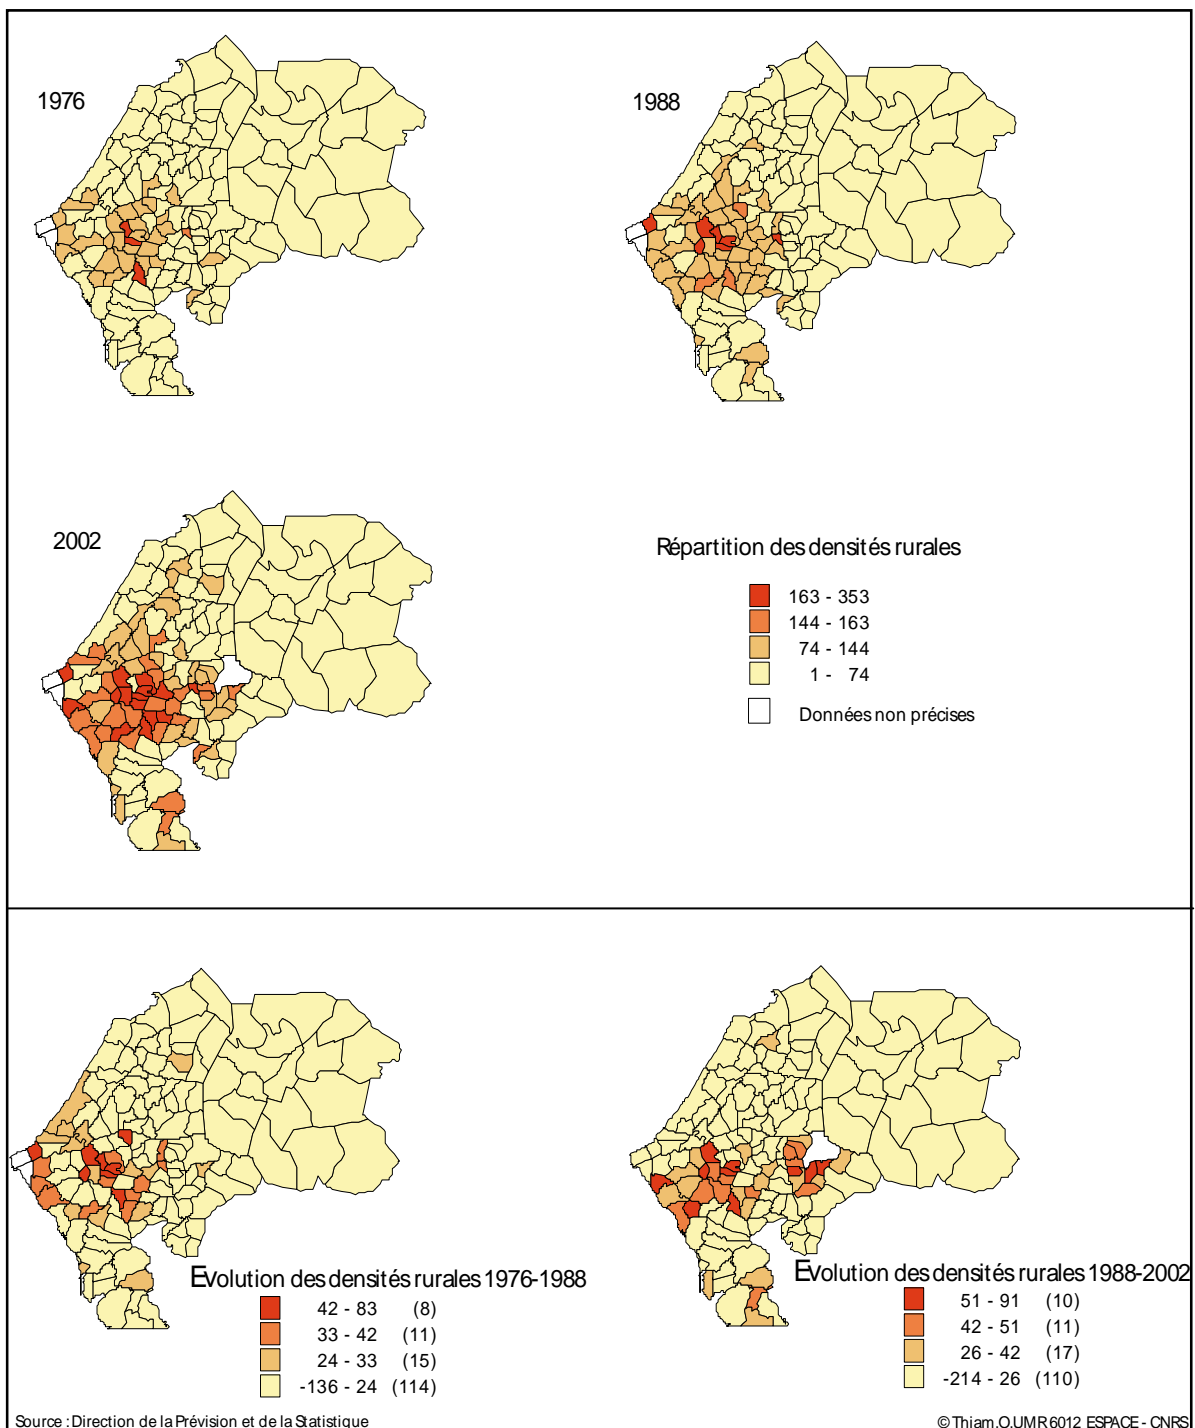 1976
1988
2002
Répartition des densités rurales
163 - 353
144 - 163
74 - 144
1 - 74
Données non précises
Evolution des densités rurales 1976-1988
42 - 83 (8)
33 - 42 (11)
24 - 33 (15)
-136 - 24 (114)
Evolution des densités rurales 1988-2002
51 - 91 (10)
42 - 51 (11)
26 - 42 (17)
-214 - 26 (110)
Source : Direction de la Prévision et de la Statistique
© Thiam.O.UMR 6012 ESPACE - CNRS